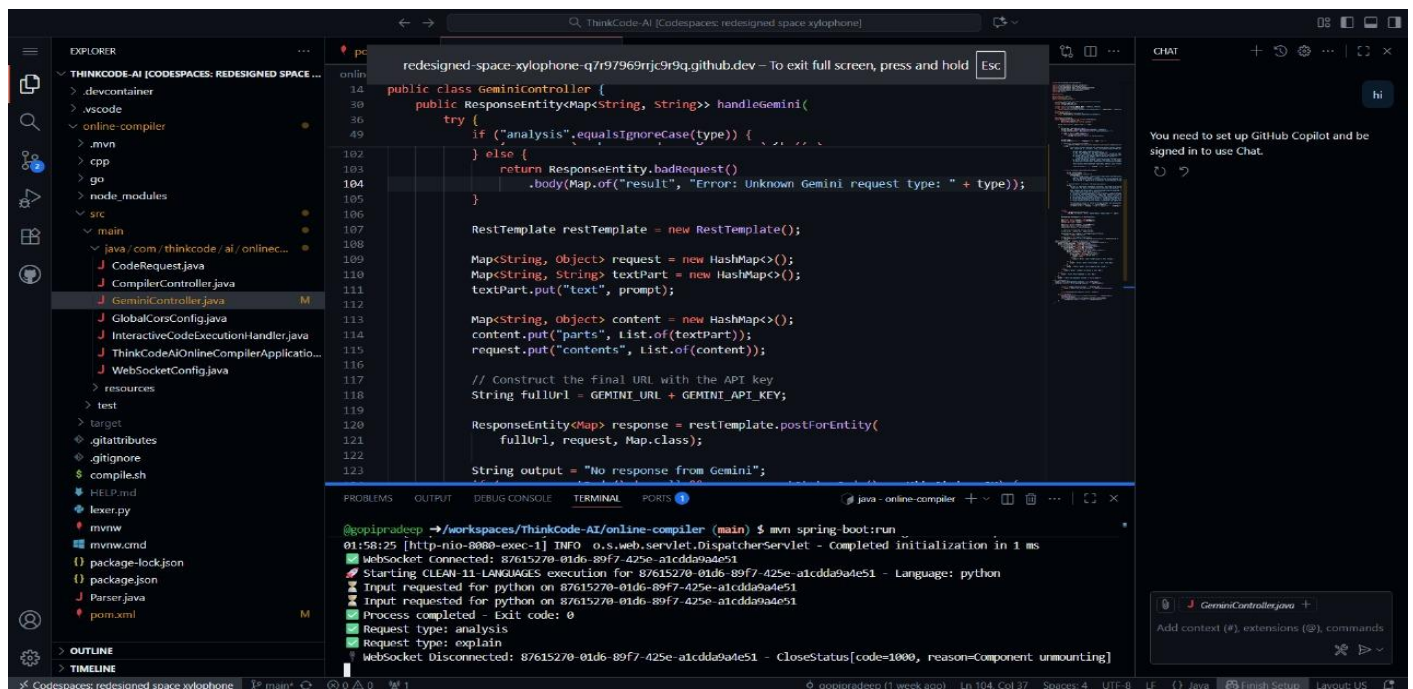 ThinkCode-AI [Codespaces: redesigned space xylophone]
EXPLORER
THINKCODE-AI [CODESPACES: REDESIGNED SPACE ...
.devcontainer
.vscode
online-compiler
.mvn
cpp
go
node_modules
src
main
java/com/thinkcode/ai/onlinec...
CodeRequest.java
CompilerController.java
GeminiController.java M
GlobalCorsConfig.java
InteractiveCodeExecutionHandler.java
ThinkCodeAiOnlineCompilerApplicatio...
WebSocketConfig.java
resources
test
target
.gitattributes
.gitignore
compile.sh
HELP.md
lexer.py
mvnw
mvnw.cmd
package-lock.json
package.json
Parser.java
pom.xml M
OUTLINE
TIMELINE
redesigned-space-xylophone-q7r97969rrjc9r9q.github.dev – To exit full screen, press and hold Esc
14 public class GeminiController {
30 public ResponseEntity<Map<String, String>> handleGemini(
36 try {
49 if ("analysis".equalsIgnoreCase(type)) {
102 } else {
103 return ResponseEntity.badRequest()
104 .body(Map.of("result", "Error: Unknown Gemini request type: " + type));
105 }
106
107 RestTemplate restTemplate = new RestTemplate();
108
109 Map<String, Object> request = new HashMap<>();
110 Map<String, String> textPart = new HashMap<>();
111 textPart.put("text", prompt);
112
113 Map<String, Object> content = new HashMap<>();
114 content.put("parts", List.of(textPart));
115 request.put("contents", List.of(content));
116
117 // Construct the final URL with the API key
118 String fullUrl = GEMINI_URL + GEMINI_API_KEY;
119
120 ResponseEntity<Map> response = restTemplate.postForEntity(
121 fullUrl, request, Map.class);
122
123 String output = "No response from Gemini";
PROBLEMS OUTPUT DEBUG CONSOLE TERMINAL PORTS 1 java - online-compiler
@gopipradeep →/workspaces/ThinkCode-AI/online-compiler (main) $ mvn spring-boot:run
01:58:25 [http-nio-8080-exec-1] INFO o.s.web.servlet.DispatcherServlet - Completed initialization in 1 ms
WebSocket Connected: 87615270-01d6-89f7-425e-a1cdda9a4e51
Starting CLEAN-11-LANGUAGES execution for 87615270-01d6-89f7-425e-a1cdda9a4e51 - Language: python
Input requested for python on 87615270-01d6-89f7-425e-a1cdda9a4e51
Input requested for python on 87615270-01d6-89f7-425e-a1cdda9a4e51
Process completed - Exit code: 0
Request type: analysis
Request type: explain
WebSocket Disconnected: 87615270-01d6-89f7-425e-a1cdda9a4e51 - CloseStatus[code=1000, reason=Component unmounting]
CHAT
hi
You need to set up GitHub Copilot and be
signed in to use Chat.
GeminiController.java
Add context (#), extensions (@), commands
Codespaces: redesigned space xylophone main* 0 0 1 gopipradeep (1 week ago) Ln 104, Col 37 Spaces: 4 UTF-8 LF {} Java Finish Setup Layout: US